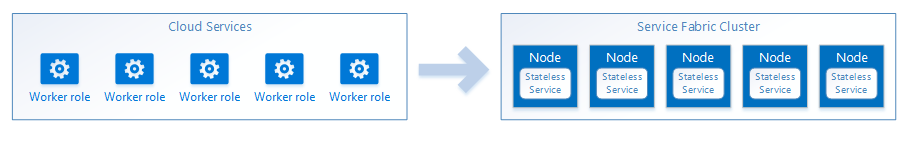 Cloud Services
Worker role Worker role Worker role Worker role Worker role
Service Fabric Cluster
Node Node Node Node Node
Stateless Stateless Stateless Stateless Stateless
Service Service Service Service Service